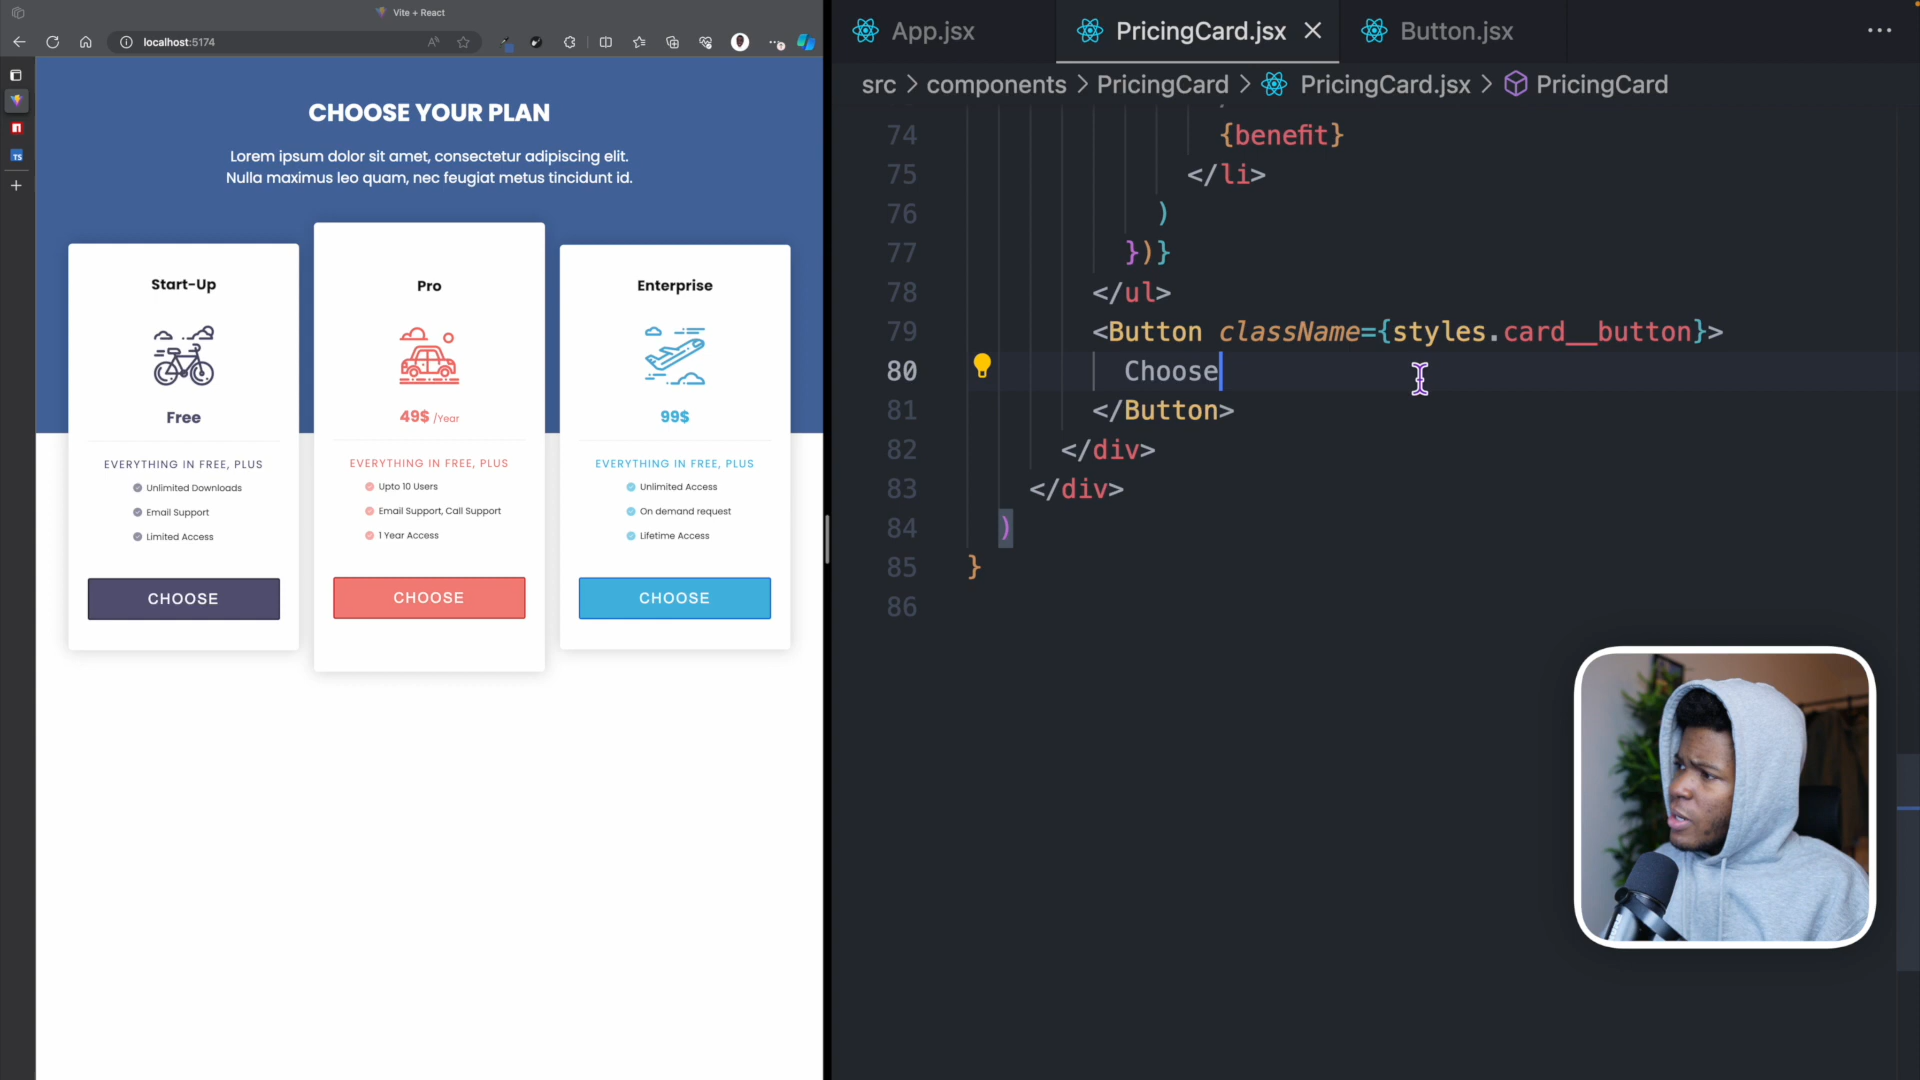 Vite + React
localhost:5174
CHOOSE YOUR PLAN
Lorem ipsum dolor sit amet, consectetur adipiscing elit.
Nulla maximus leo quam, nec feugiat metus tincidunt id.
Start-Up
Free
EVERYTHING IN FREE, PLUS
Unlimited Downloads
Email Support
Limited Access
CHOOSE
Pro
49$ /Year
EVERYTHING IN FREE, PLUS
Upto 10 Users
Email Support, Call Support
1 Year Access
CHOOSE
Enterprise
99$
EVERYTHING IN FREE, PLUS
Unlimited Access
On demand request
Lifetime Access
CHOOSE
App.jsx
PricingCard.jsx
Button.jsx
src > components > PricingCard > PricingCard.jsx > PricingCard
74 {benefit}
75 </li>
76 )
77 })}
78 </ul>
79 <Button className={styles.card__button}>
80 Choose
81 </Button>
82 </div>
83 </div>
84 )
85 }
86
TS